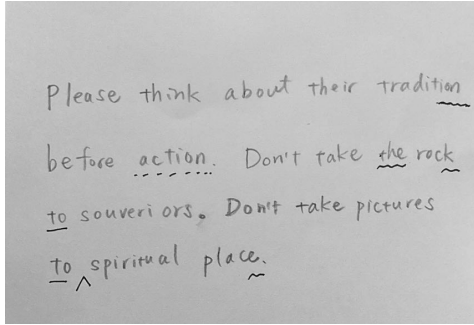 Please think about their tradition
before action. Don't take the rock
to souveriors. Don't take pictures
to spiritual place.